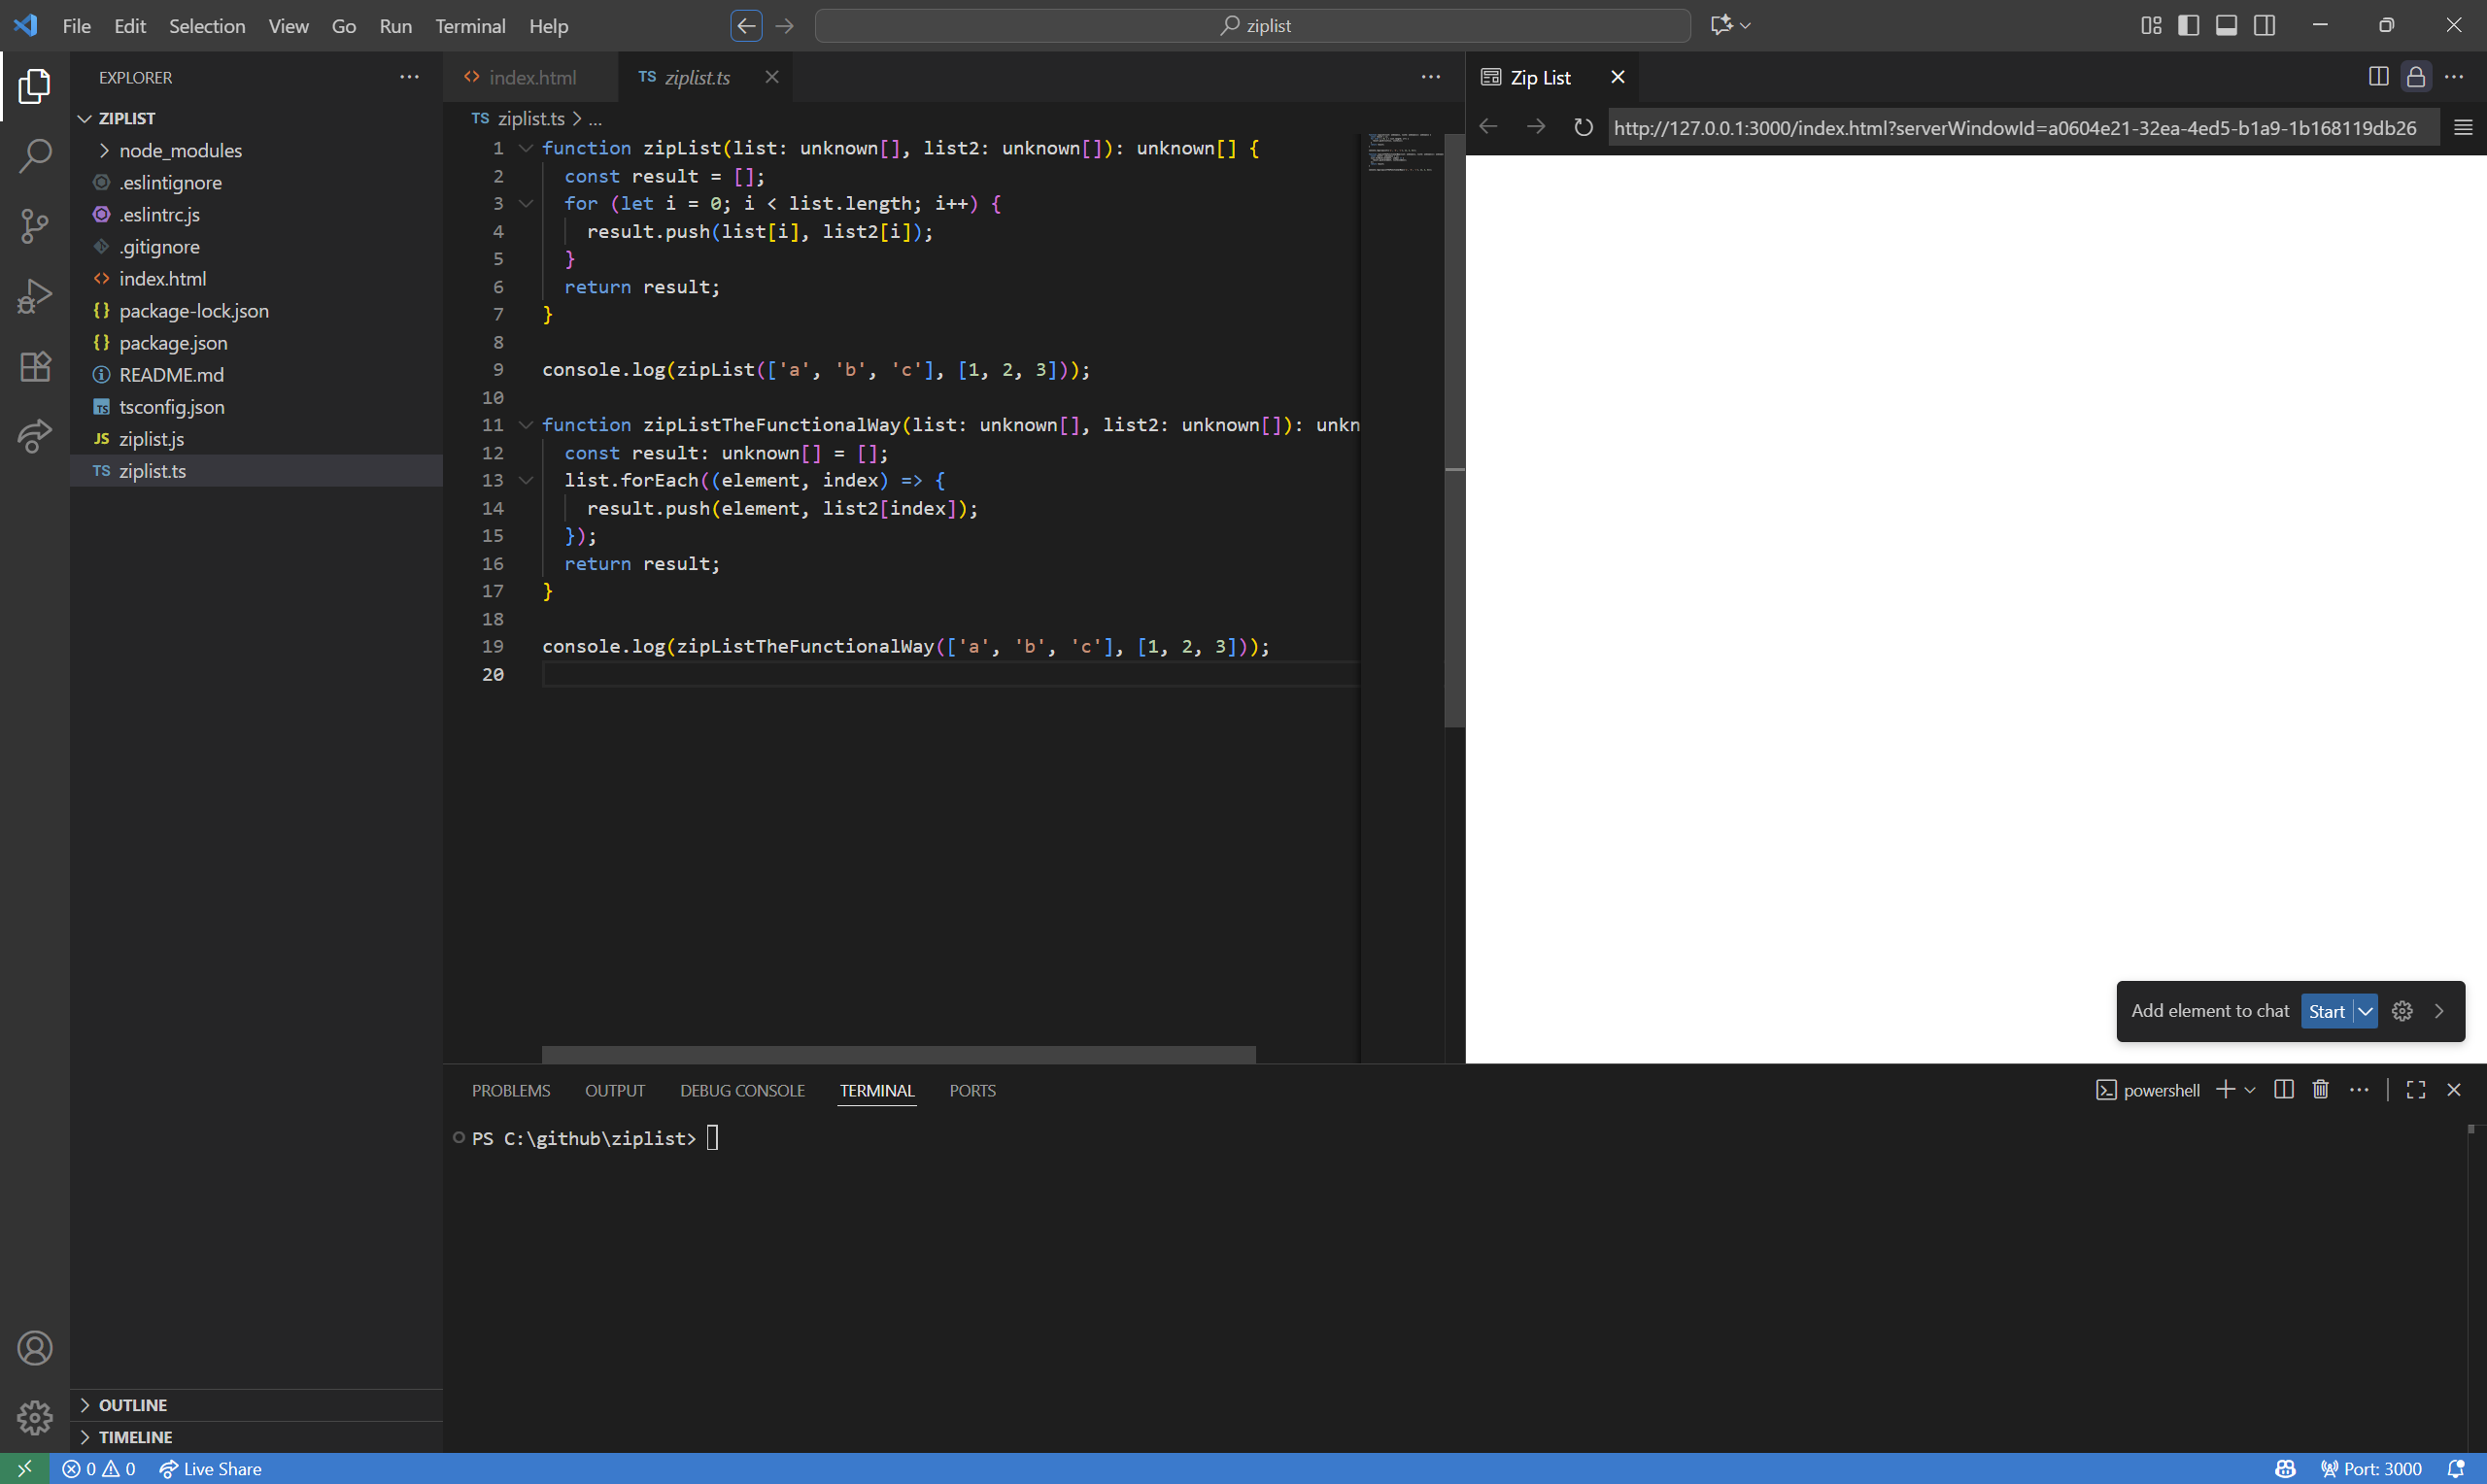 File Edit Selection View Go Run Terminal Help
ziplist
EXPLORER
ZIPLIST
node_modules
.eslintignore
.eslintrc.js
.gitignore
index.html
package-lock.json
package.json
README.md
tsconfig.json
JS ziplist.js
TS ziplist.ts
OUTLINE
TIMELINE
index.html
TS ziplist.ts
TS ziplist.ts > ...
1 function zipList(list: unknown[], list2: unknown[]): unknown[] {
2 const result = [];
3 for (let i = 0; i < list.length; i++) {
4 result.push(list[i], list2[i]);
5 }
6 return result;
7 }
8
9 console.log(zipList(['a', 'b', 'c'], [1, 2, 3]));
10
11 function zipListTheFunctionalWay(list: unknown[], list2: unknown[]): unkn
12 const result: unknown[] = [];
13 list.forEach((element, index) => {
14 result.push(element, list2[index]);
15 });
16 return result;
17 }
18
19 console.log(zipListTheFunctionalWay(['a', 'b', 'c'], [1, 2, 3]));
20
Zip List
http://127.0.0.1:3000/index.html?serverWindowId=a0604e21-32ea-4ed5-b1a9-1b168119db26
Add element to chat Start
PROBLEMS OUTPUT DEBUG CONSOLE TERMINAL PORTS
powershell
PS C:\github\ziplist>
0 0 Live Share
Port: 3000